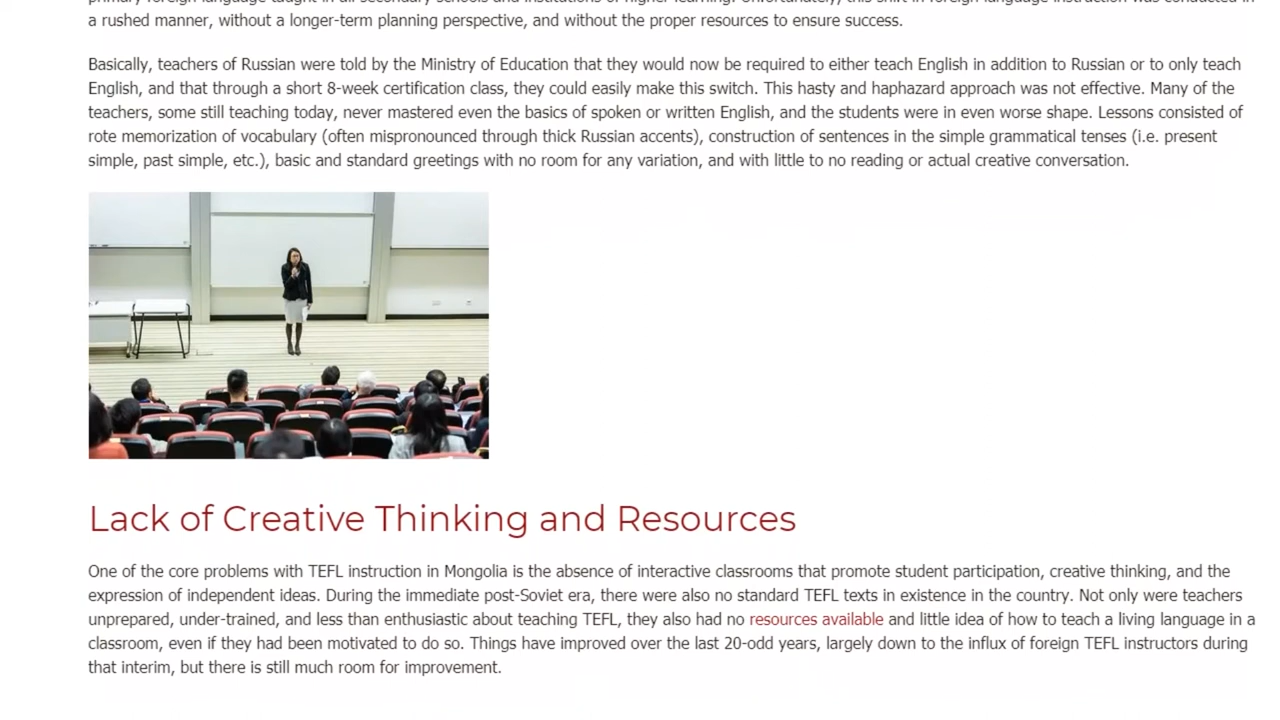 a rushed manner, without a longer-term planning perspective, and without the proper resources to ensure success.
Basically, teachers of Russian were told by the Ministry of Education that they would now be required to either teach English in addition to Russian or to only teach
English, and that through a short 8-week certification class, they could easily make this switch. This hasty and haphazard approach was not effective. Many of the
teachers, some still teaching today, never mastered even the basics of spoken or written English, and the students were in even worse shape. Lessons consisted of
rote memorization of vocabulary (often mispronounced through thick Russian accents), construction of sentences in the simple grammatical tenses (i.e. present
simple, past simple, etc.), basic and standard greetings with no room for any variation, and with little to no reading or actual creative conversation.
Lack of Creative Thinking and Resources
One of the core problems with TEFL instruction in Mongolia is the absence of interactive classrooms that promote student participation, creative thinking, and the
expression of independent ideas. During the immediate post-Soviet era, there were also no standard TEFL texts in existence in the country. Not only were teachers
unprepared, under-trained, and less than enthusiastic about teaching TEFL, they also had no resources available and little idea of how to teach a living language in a
classroom, even if they had been motivated to do so. Things have improved over the last 20-odd years, largely down to the influx of foreign TEFL instructors during
that interim, but there is still much room for improvement.